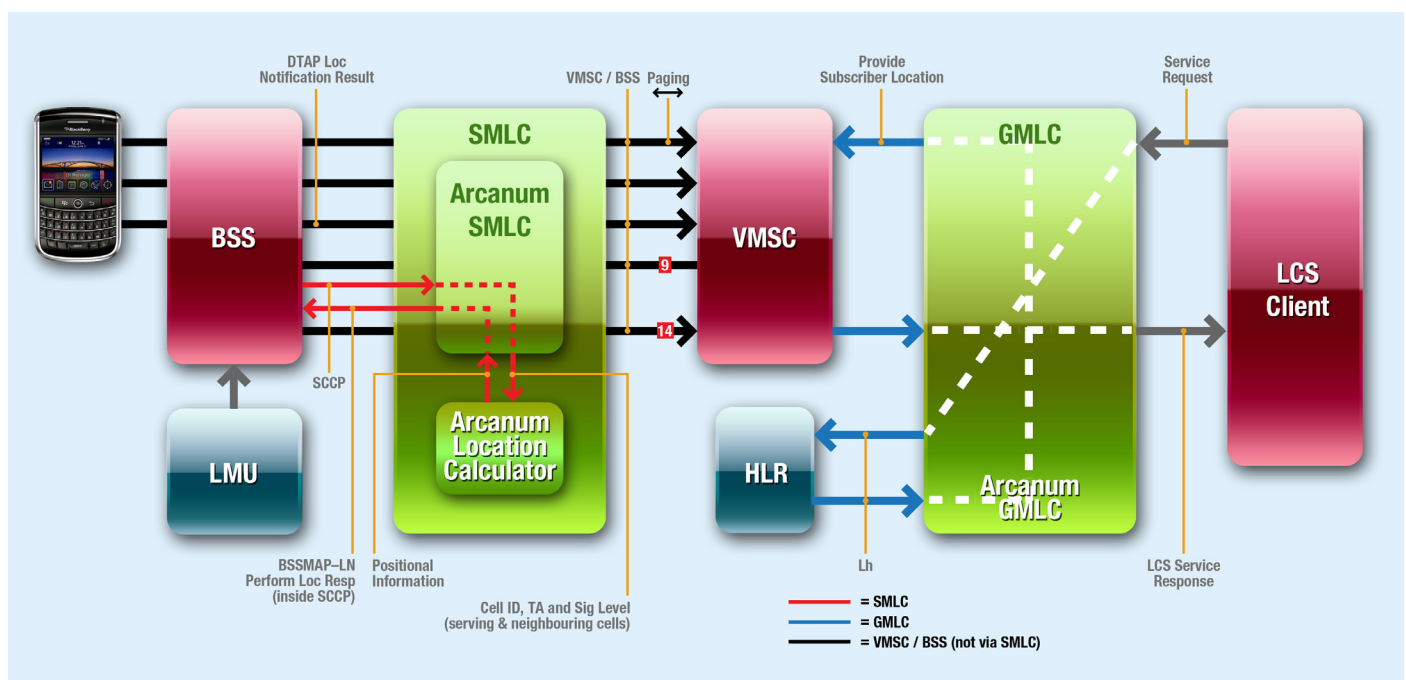 DTAP Loc
Notification Result
VMSC / BSS
Paging
Provide
Subscriber Location
Service
Request
BlackBerry
BSS
SMLC
Arcanum
SMLC
VMSC
GMLC
LCS
Client
9
14
SCCP
LMU
Arcanum
Location
Calculator
HLR
Arcanum
GMLC
BSSMAP–LN
Perform Loc Resp
(inside SCCP)
Positional
Information
Cell ID, TA and Sig Level
(serving & neighbouring cells)
Lh
LCS Service
Response
= SMLC
= GMLC
= VMSC / BSS (not via SMLC)